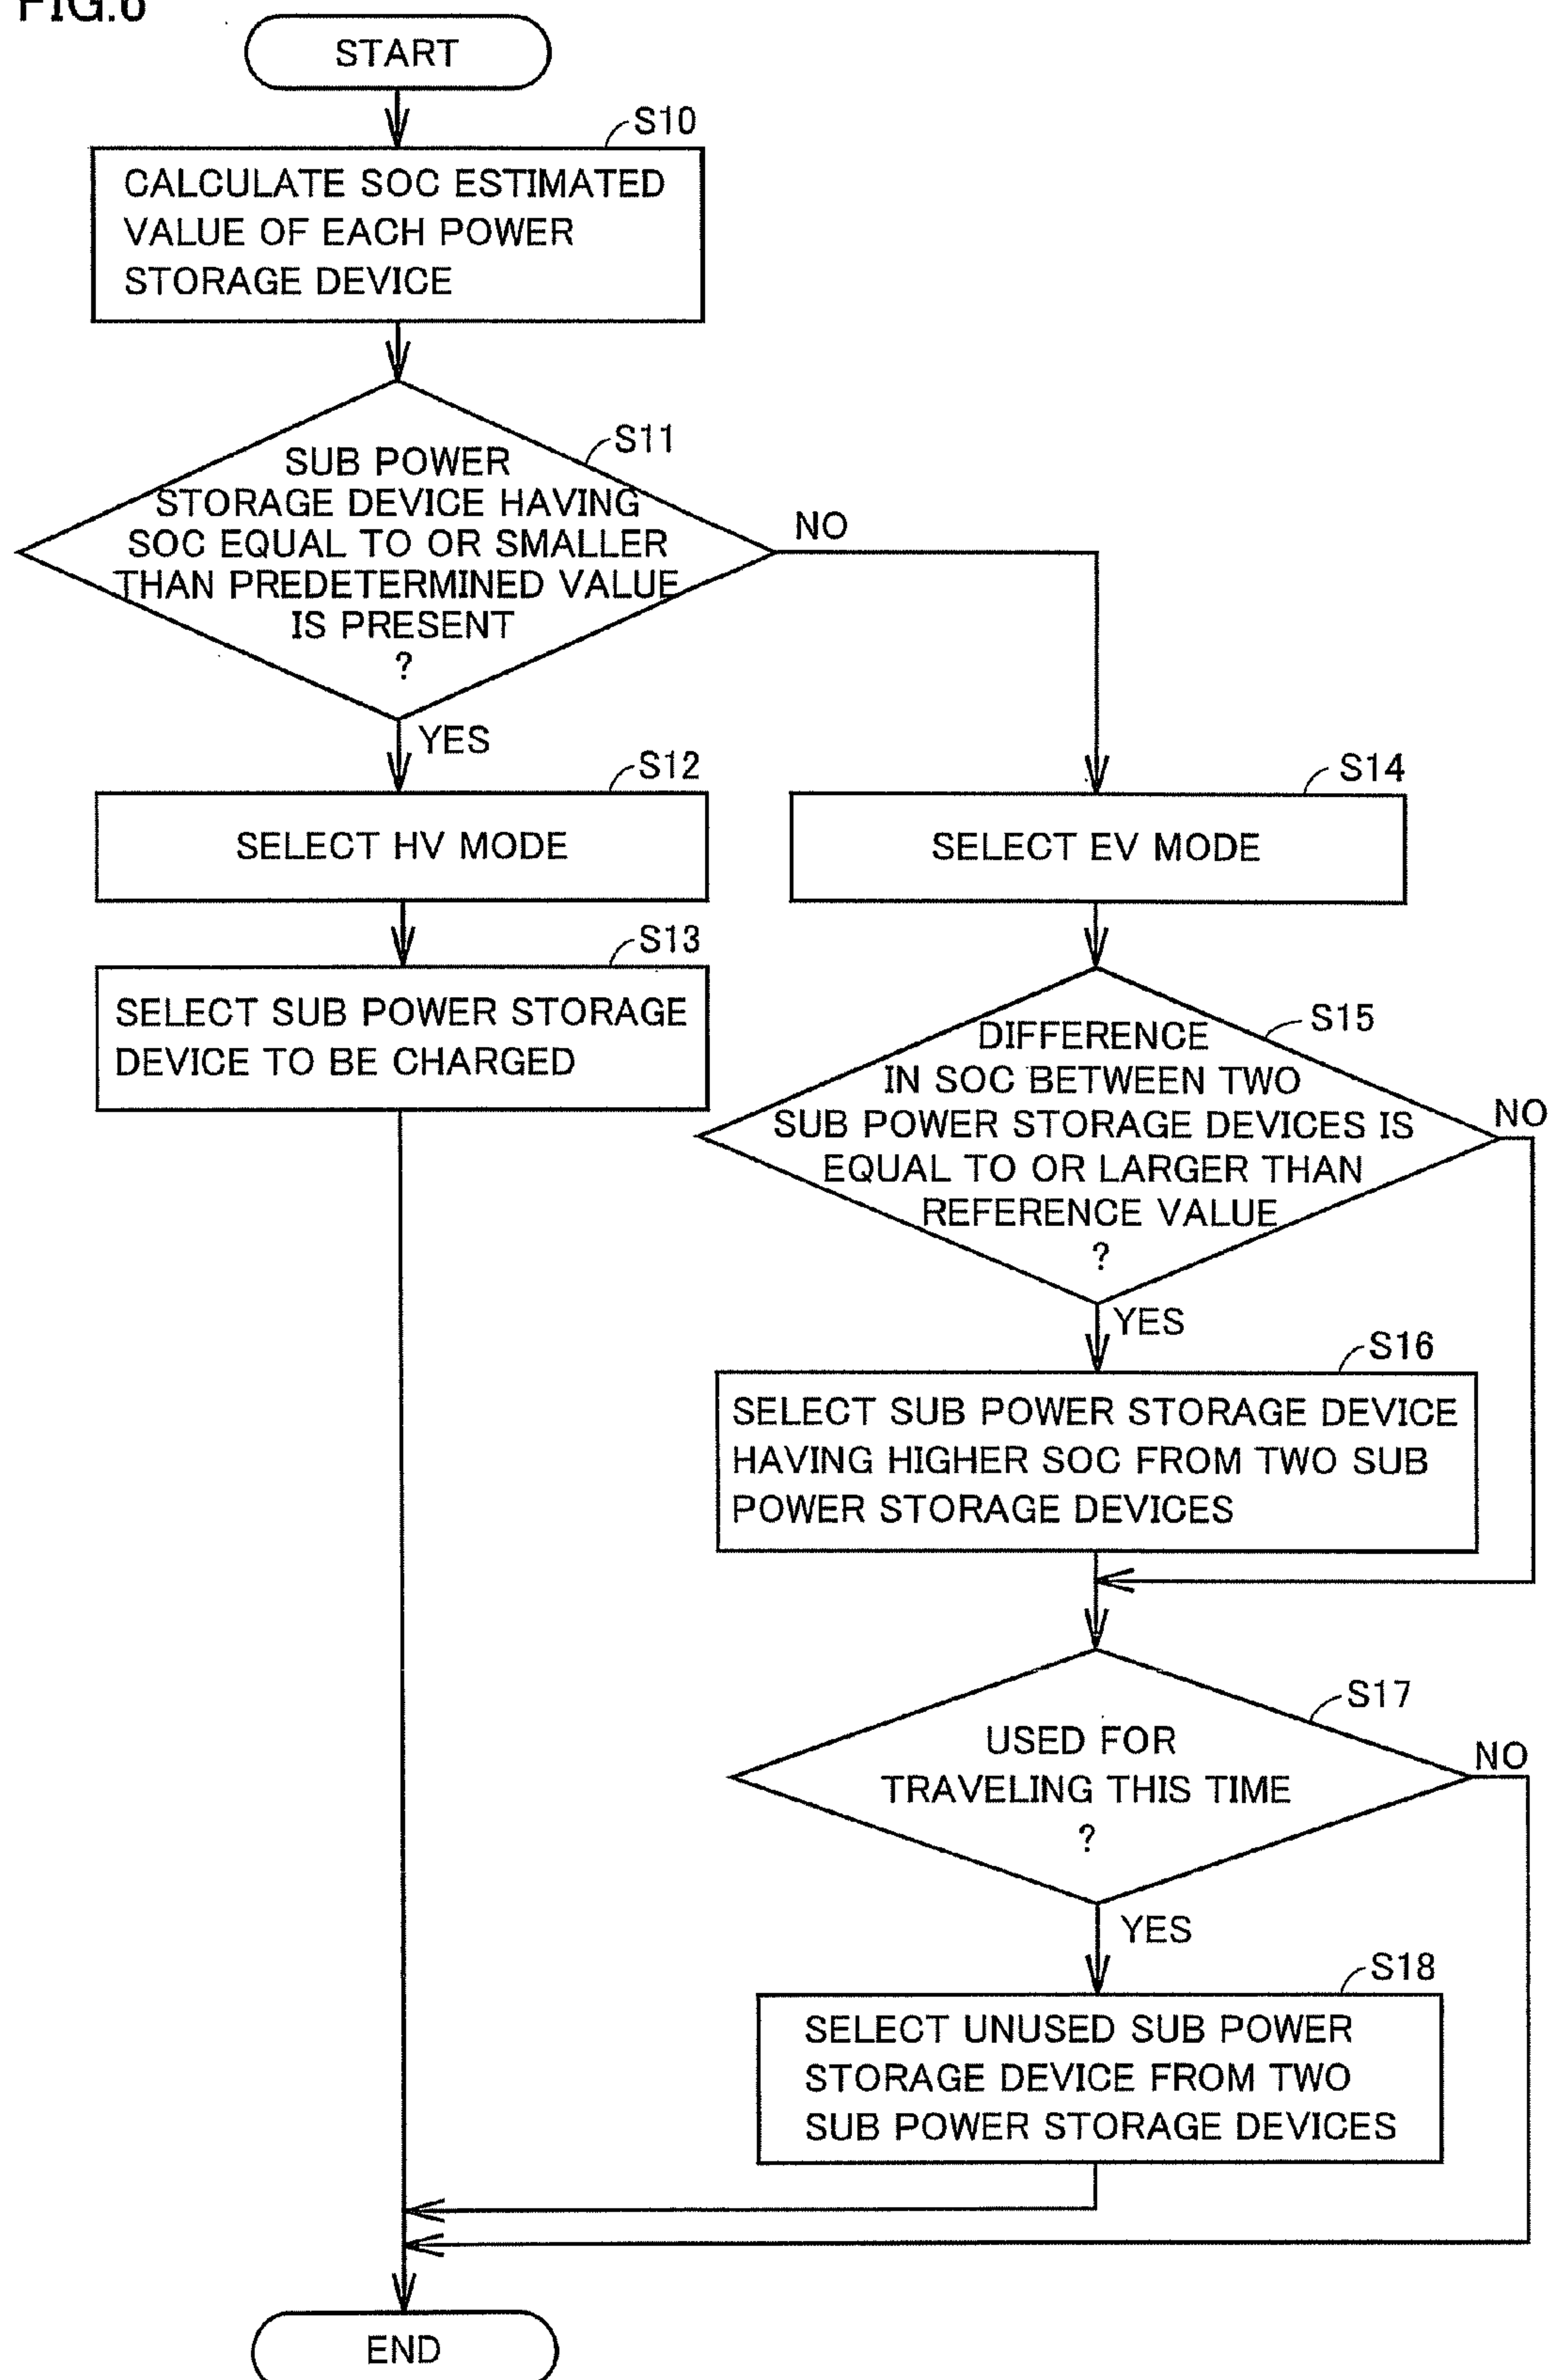 FIG.6
START
S10
CALCULATE SOC ESTIMATED
VALUE OF EACH POWER
STORAGE DEVICE
S11
SUB POWER
STORAGE DEVICE HAVING
SOC EQUAL TO OR SMALLER
THAN PREDETERMINED VALUE
IS PRESENT
?
NO
YES
S12
SELECT HV MODE
S14
SELECT EV MODE
S13
SELECT SUB POWER STORAGE
DEVICE TO BE CHARGED
S15
DIFFERENCE
IN SOC BETWEEN TWO
SUB POWER STORAGE DEVICES IS
EQUAL TO OR LARGER THAN
REFERENCE VALUE
?
NO
YES
S16
SELECT SUB POWER STORAGE DEVICE
HAVING HIGHER SOC FROM TWO SUB
POWER STORAGE DEVICES
S17
USED FOR
TRAVELING THIS TIME
?
NO
YES
S18
SELECT UNUSED SUB POWER
STORAGE DEVICE FROM TWO
SUB POWER STORAGE DEVICES
END